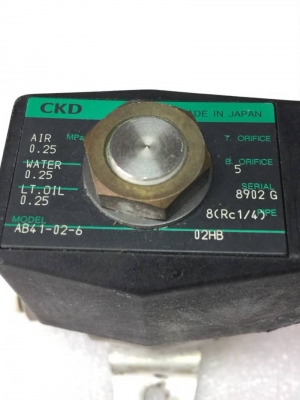 CKD
MADE IN JAPAN
AIR MPa
0.25
T. ORIFICE
WATER
0.25
B. ORIFICE
5
LT.OIL
0.25
SERIAL
8902 G
MODEL
AB41-02-6
8(Rc1/4) PIPE
02HB